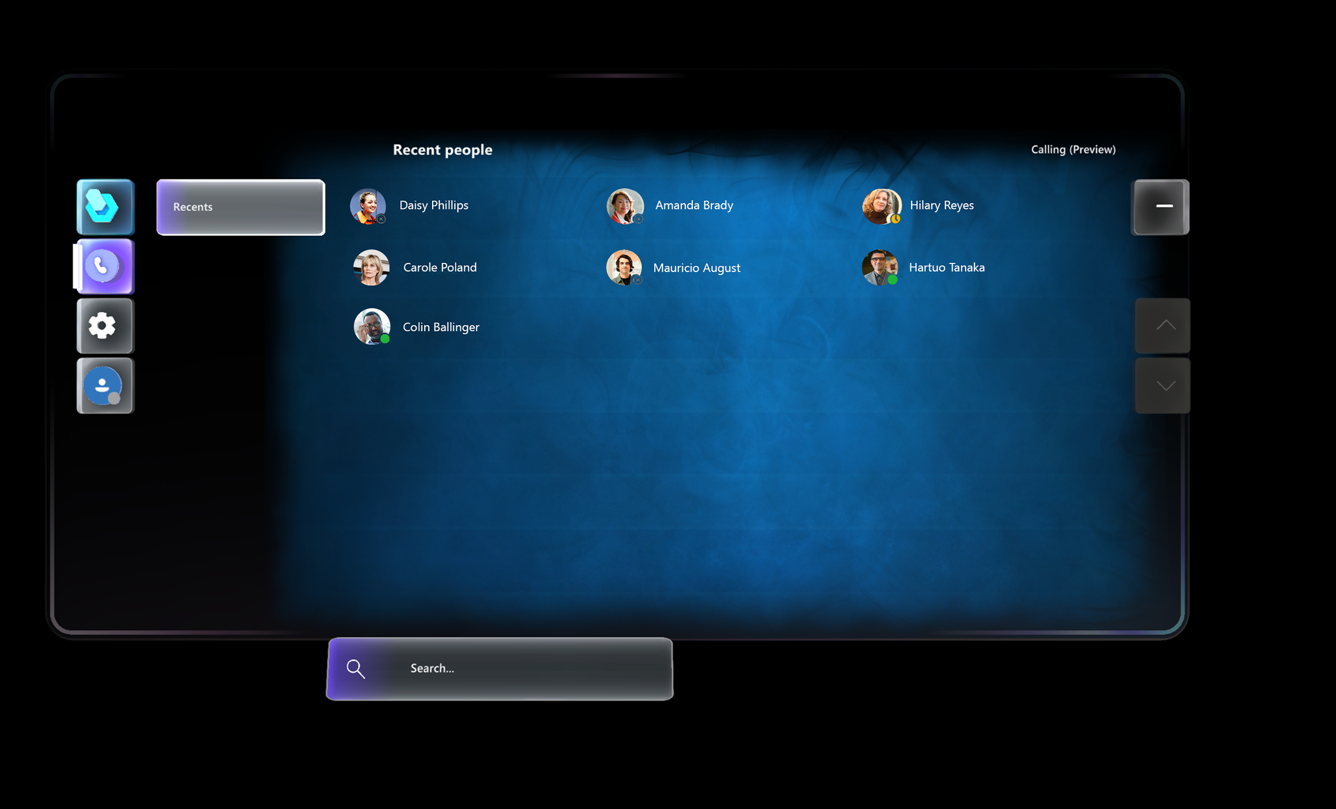 Recent people
Calling (Preview)
Recents
Daisy Phillips
Amanda Brady
Hilary Reyes
Carole Poland
Mauricio August
Hartuo Tanaka
Colin Ballinger
Search...